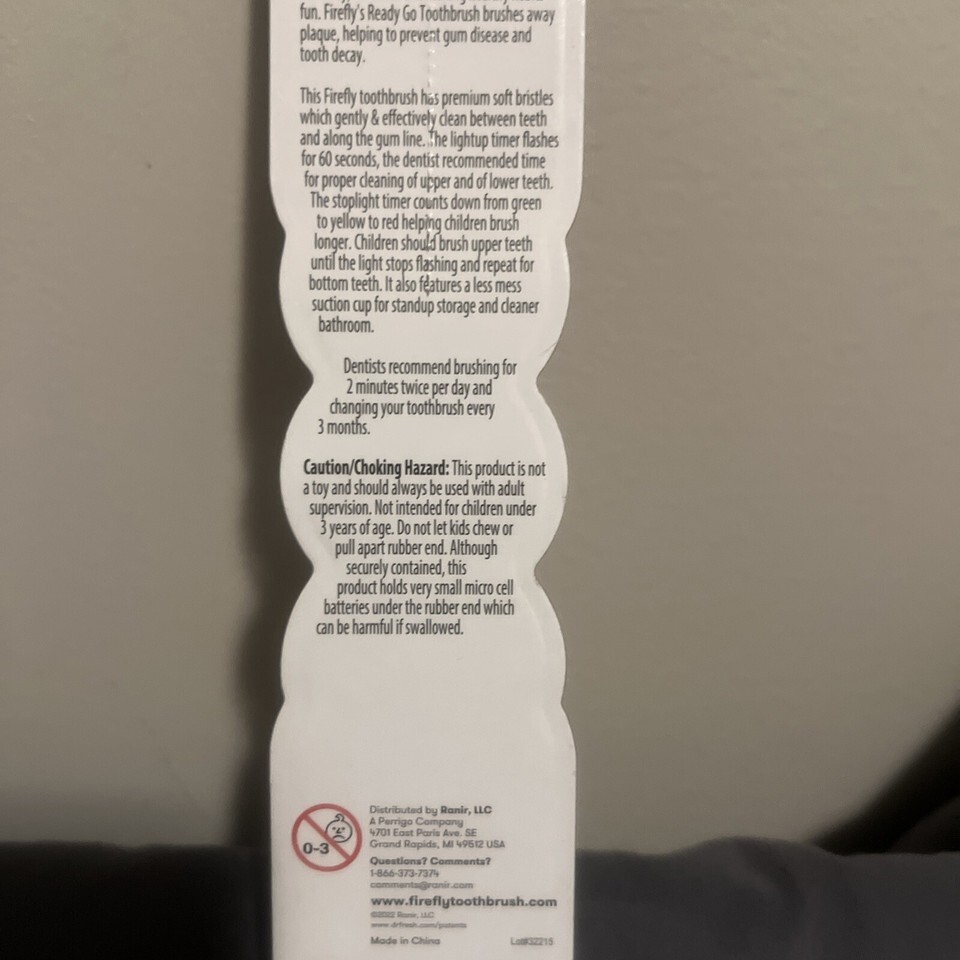 fun. Firefly's Ready Go Toothbrush brushes away
plaque, helping to prevent gum disease and
tooth decay.
This Firefly toothbrush has premium soft bristles
which gently & effectively clean between teeth
and along the gum line. The lightup timer flashes
for 60 seconds, the dentist recommended time
for proper cleaning of upper and of lower teeth.
The stoplight timer counts down from green
to yellow to red helping children brush
longer. Children should brush upper teeth
until the light stops flashing and repeat for
bottom teeth. It also features a less mess
suction cup for standup storage and cleaner
bathroom.
Dentists recommend brushing for
2 minutes twice per day and
changing your toothbrush every
3 months.
Caution/Choking Hazard: This product is not
a toy and should always be used with adult
supervision. Not intended for children under
3 years of age. Do not let kids chew or
pull apart rubber end. Although
securely contained, this
product holds very small micro cell
batteries under the rubber end which
can be harmful if swallowed.
0-3
Distributed by Ranir, LLC
A Perrigo Company
4701 East Paris Ave. SE
Grand Rapids, MI 49512 USA
Questions? Comments?
1-866-373-7374
comments@ranir.com
www.fireflytoothbrush.com
©2022 Ranir, LLC
www.drfresh.com/patents
Made in China
Lot#32215